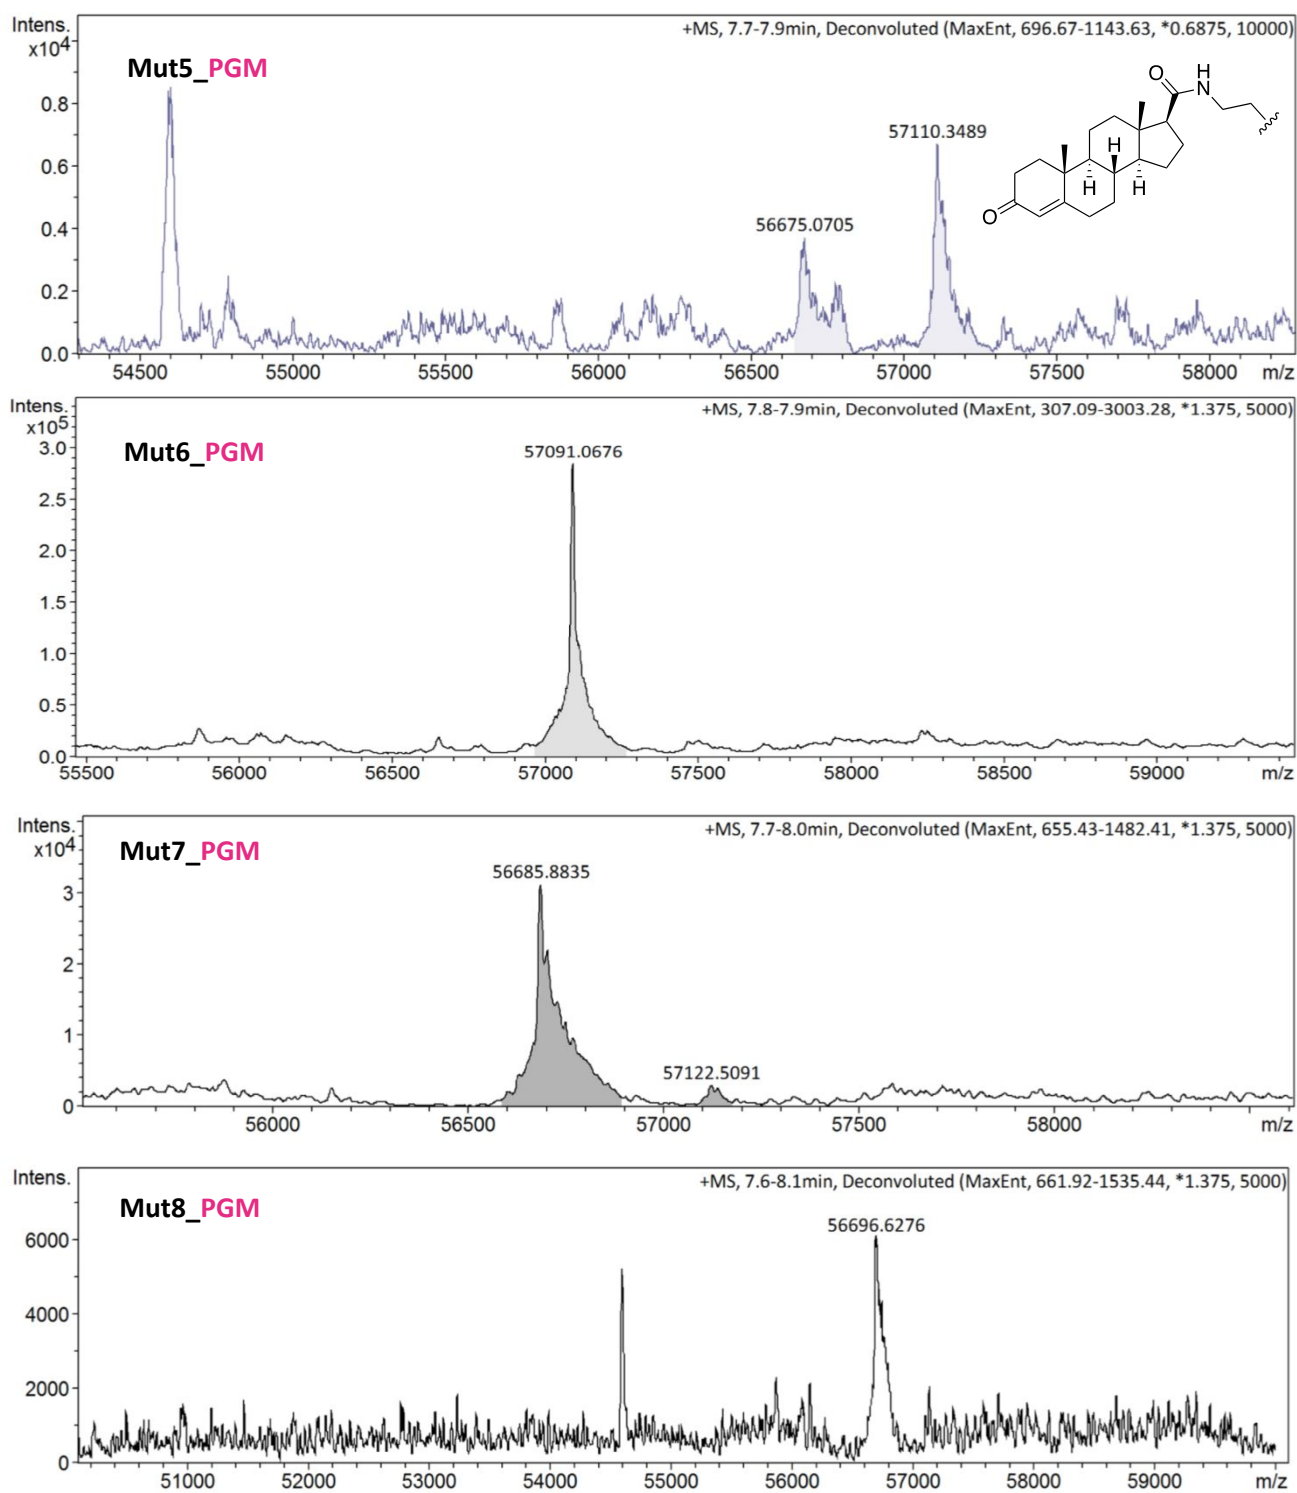 Intens.
x10⁴
+MS, 7.7-7.9min, Deconvoluted (MaxEnt, 696.67-1143.63, *0.6875, 10000)
Mut5_PGM
0.8
0.6
0.4
0.2
0.0
57110.3489
56675.0705
O
H
N
H
H
H
O
54500 55000 55500 56000 56500 57000 57500 58000 m/z
Intens.
x10⁵
+MS, 7.8-7.9min, Deconvoluted (MaxEnt, 307.09-3003.28, *1.375, 5000)
Mut6_PGM
57091.0676
3.0
2.5
2.0
1.5
1.0
0.5
0.0
55500 56000 56500 57000 57500 58000 58500 59000 m/z
Intens.
x10⁴
+MS, 7.7-8.0min, Deconvoluted (MaxEnt, 655.43-1482.41, *1.375, 5000)
Mut7_PGM
56685.8835
57122.5091
3
2
1
0
56000 56500 57000 57500 58000 m/z
Intens.
+MS, 7.6-8.1min, Deconvoluted (MaxEnt, 661.92-1535.44, *1.375, 5000)
Mut8_PGM
56696.6276
6000
4000
2000
0
51000 52000 53000 54000 55000 56000 57000 58000 59000 m/z